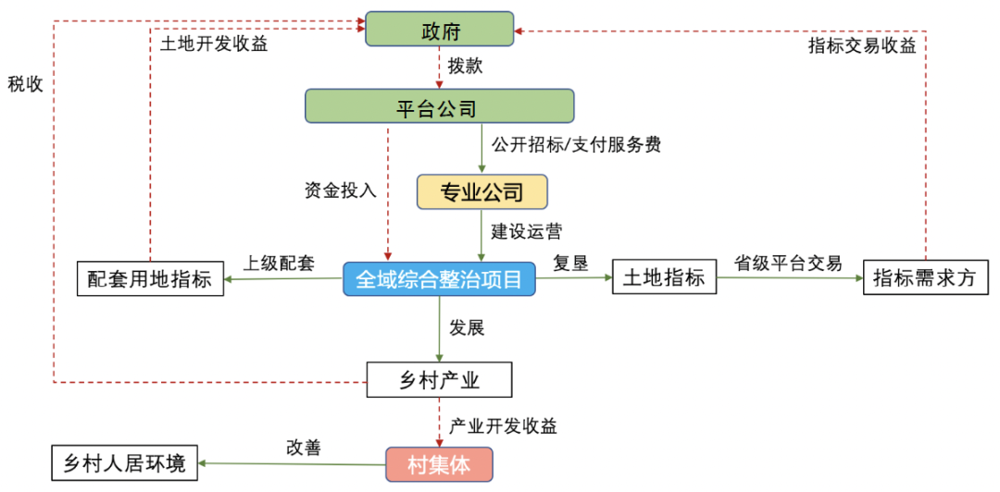 政府
土地开发收益
指标交易收益
拨款
税收
平台公司
公开招标/支付服务费
资金投入
专业公司
建设运营
上级配套
复垦
省级平台交易
配套用地指标
全域综合整治项目
土地指标
指标需求方
发展
乡村产业
产业开发收益
改善
乡村人居环境
村集体